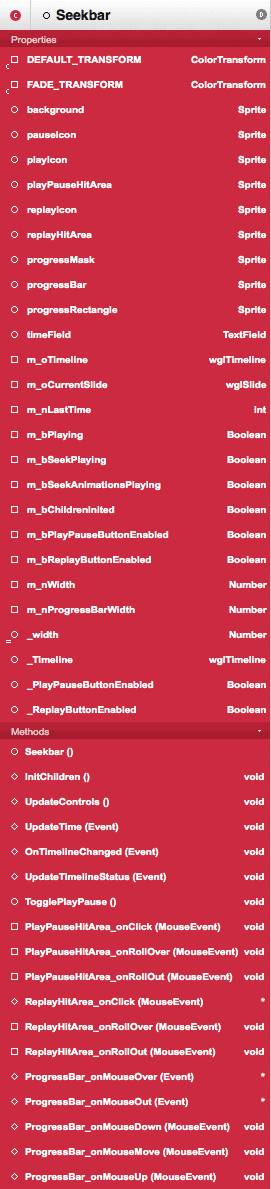 C Seekbar D
Properties
DEFAULT_TRANSFORM ColorTransform
FADE_TRANSFORM ColorTransform
background Sprite
pauseIcon Sprite
playIcon Sprite
playPauseHitArea Sprite
replayIcon Sprite
replayHitArea Sprite
progressMask Sprite
progressBar Sprite
progressRectangle Sprite
timeField TextField
m_oTimeline wglTimeline
m_oCurrentSlide wglSlide
m_nLastTime int
m_bPlaying Boolean
m_bSeekPlaying Boolean
m_bSeekAnimationsPlaying Boolean
m_bChildrenInited Boolean
m_bPlayPauseButtonEnabled Boolean
m_bReplayButtonEnabled Boolean
m_nWidth Number
m_nProgressBarWidth Number
_width Number
_Timeline wglTimeline
_PlayPauseButtonEnabled Boolean
_ReplayButtonEnabled Boolean
Methods
Seekbar ()
InitChildren () void
UpdateControls () void
UpdateTime (Event) void
OnTimelineChanged (Event) void
UpdateTimelineStatus (Event) void
TogglePlayPause () void
PlayPauseHitArea_onClick (MouseEvent) void
PlayPauseHitArea_onRollOver (MouseEvent) void
PlayPauseHitArea_onRollOut (MouseEvent) void
ReplayHitArea_onClick (MouseEvent) *
ReplayHitArea_onRollOver (MouseEvent) void
ReplayHitArea_onRollOut (MouseEvent) void
ProgressBar_onMouseOver (Event) *
ProgressBar_onMouseOut (Event) *
ProgressBar_onMouseDown (MouseEvent) void
ProgressBar_onMouseMove (MouseEvent) void
ProgressBar_onMouseUp (MouseEvent) void